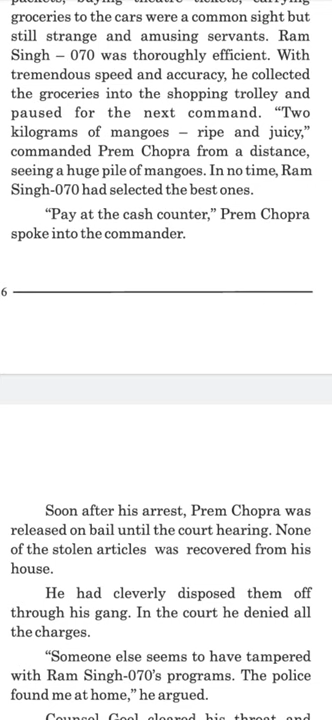 packets, buying theatre tickets, carrying
groceries to the cars were a common sight but
still strange and amusing servants. Ram
Singh – 070 was thoroughly efficient. With
tremendous speed and accuracy, he collected
the groceries into the shopping trolley and
paused for the next command. “Two
kilograms of mangoes – ripe and juicy,”
commanded Prem Chopra from a distance,
seeing a huge pile of mangoes. In no time, Ram
Singh-070 had selected the best ones.
“Pay at the cash counter,” Prem Chopra
spoke into the commander.
6
Soon after his arrest, Prem Chopra was
released on bail until the court hearing. None
of the stolen articles was recovered from his
house.
He had cleverly disposed them off
through his gang. In the court he denied all
the charges.
“Someone else seems to have tampered
with Ram Singh-070’s programs. The police
found me at home,” he argued.
Counsel Goel cleared his throat and